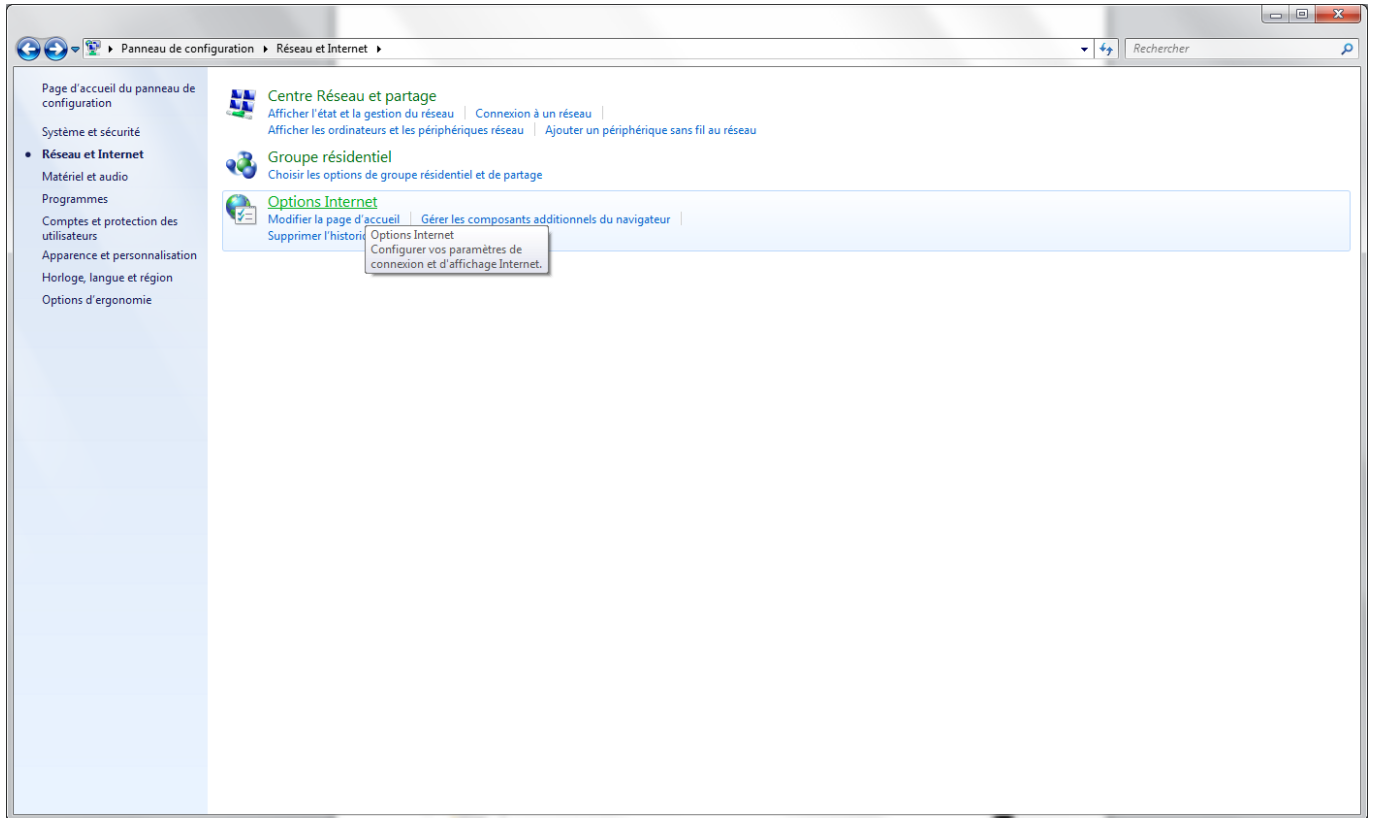 Panneau de configuration Réseau et Internet
Rechercher
Page d'accueil du panneau de
configuration
Système et sécurité
Réseau et Internet
Matériel et audio
Programmes
Comptes et protection des
utilisateurs
Apparence et personnalisation
Horloge, langue et région
Options d'ergonomie
Centre Réseau et partage
Afficher l'état et la gestion du réseau Connexion à un réseau
Afficher les ordinateurs et les périphériques réseau Ajouter un périphérique sans fil au réseau
Groupe résidentiel
Choisir les options de groupe résidentiel et de partage
Options Internet
Modifier la page d'accueil Gérer les composants additionnels du navigateur
Supprimer l'historic
Options Internet
Configurer vos paramètres de
connexion et d'affichage Internet.